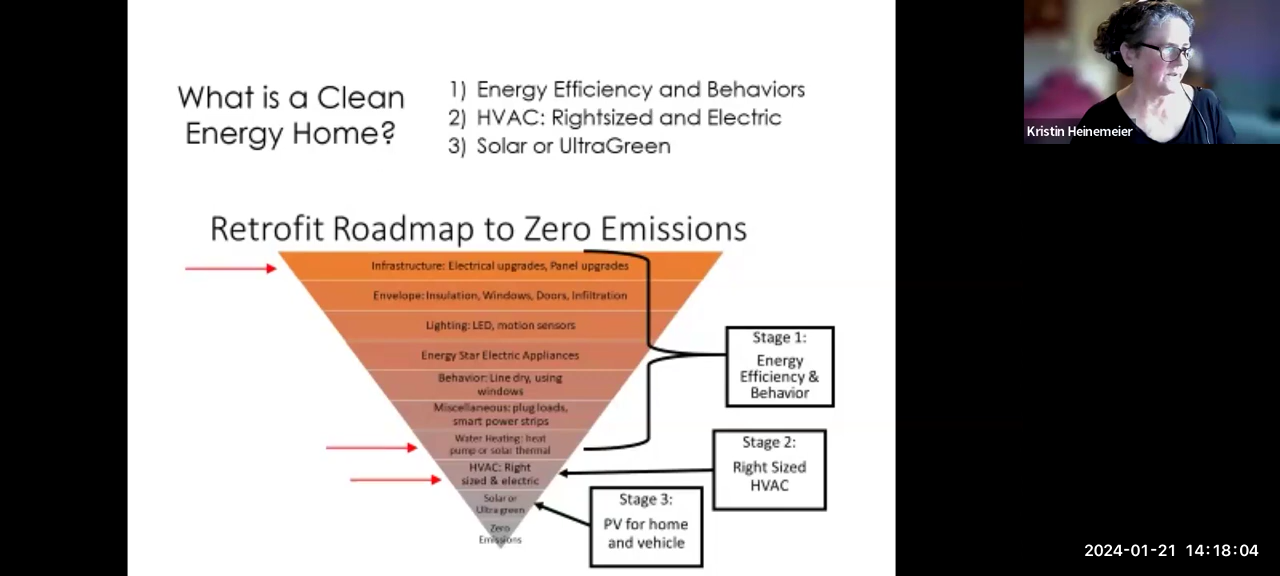 What is a Clean
Energy Home?
1) Energy Efficiency and Behaviors
2) HVAC: Rightsized and Electric
3) Solar or UltraGreen
Kristin Heinemeier
Retrofit Roadmap to Zero Emissions
Infrastructure: Electrical upgrades, Panel upgrades
Envelope: Insulation, Windows, Doors, Infiltration
Lighting: LED, motion sensors
Energy Star Electric Appliances
Behavior: Line dry, using
windows
Miscellaneous: plug loads,
smart power strips
Water Heating: heat
pump or solar thermal
HVAC: Right
sized & electric
Solar or
Ultra green
Zero
Emissions
Stage 1:
Energy
Efficiency &
Behavior
Stage 2:
Right Sized
HVAC
Stage 3:
PV for home
and vehicle
2024-01-21 14:18:04